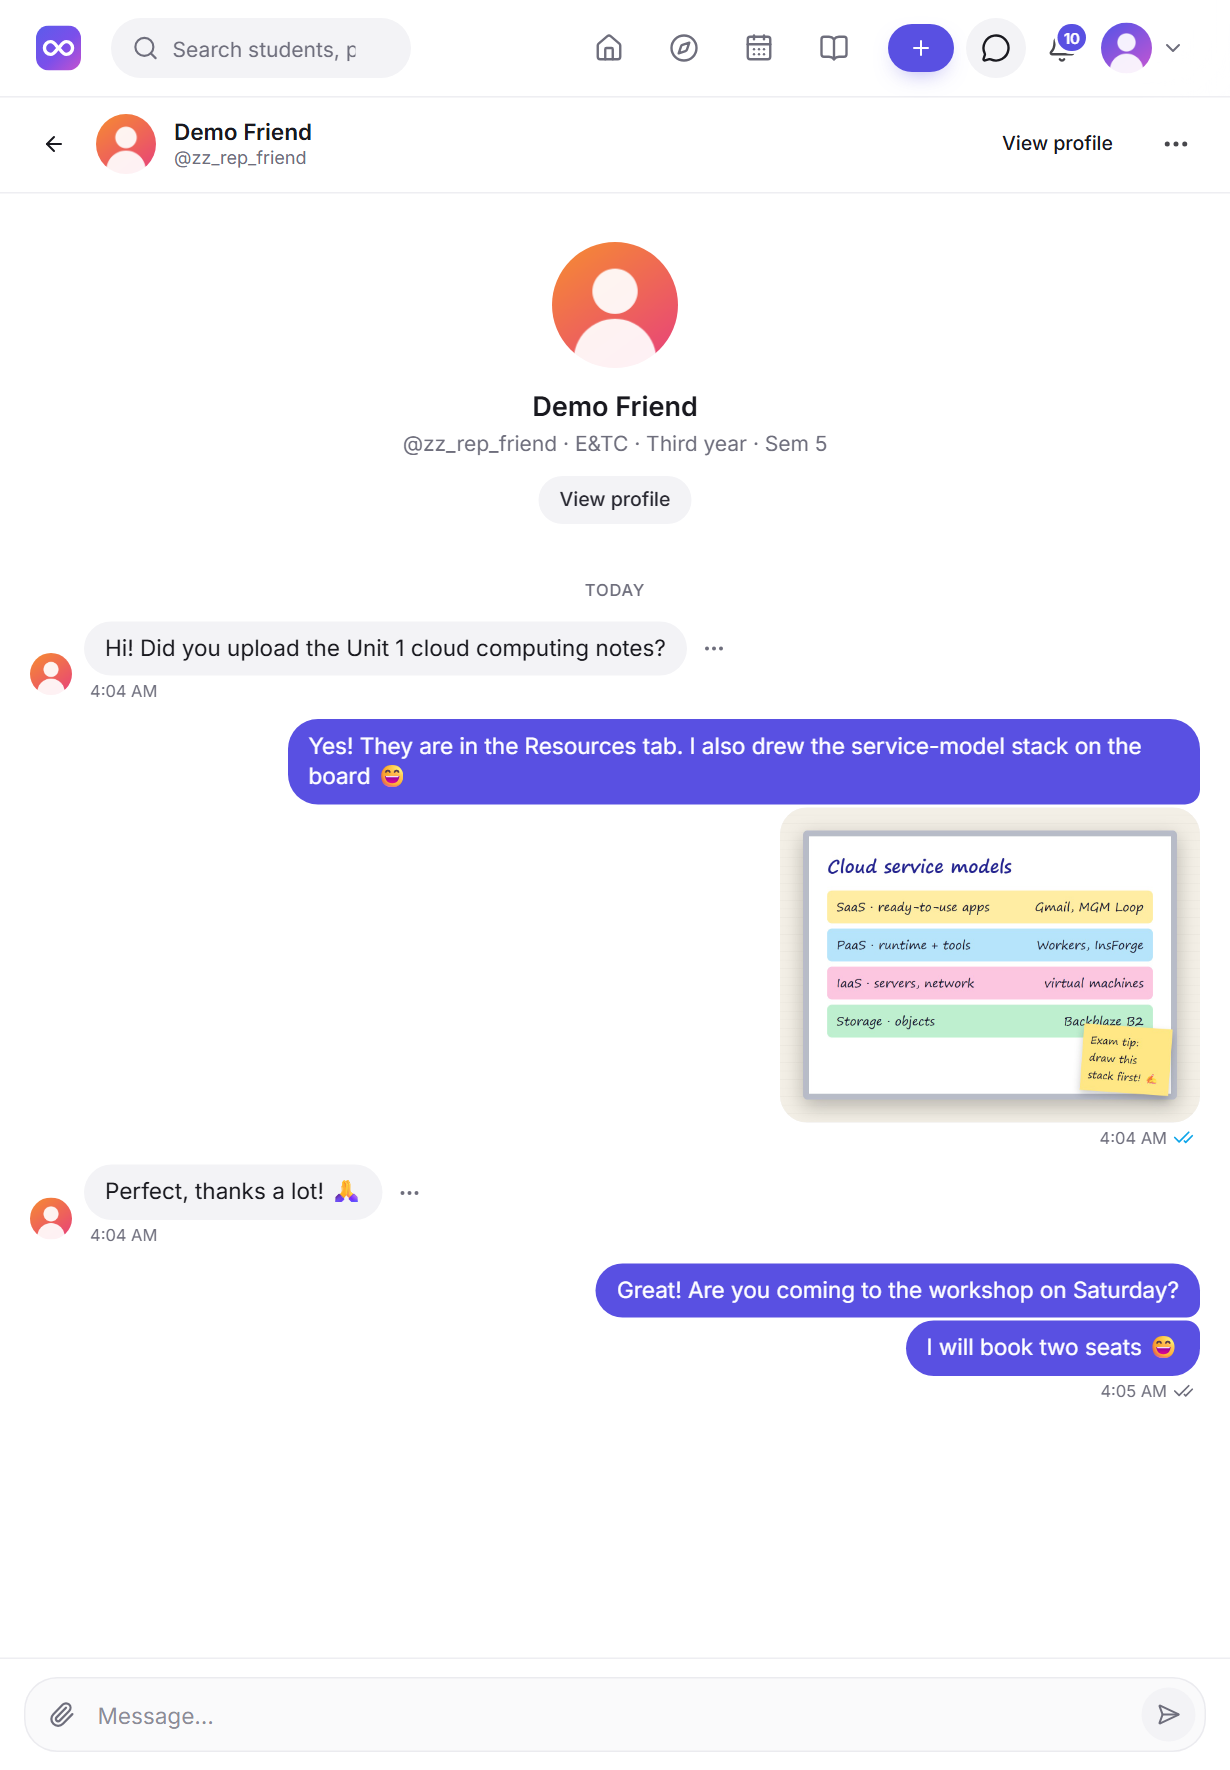 Search students, p
10
Demo Friend
@zz_rep_friend
View profile
Demo Friend
@zz_rep_friend · E&TC · Third year · Sem 5
View profile
TODAY
Hi! Did you upload the Unit 1 cloud computing notes?
4:04 AM
Yes! They are in the Resources tab. I also drew the service-model stack on the
board 😄
Cloud service models
SaaS · ready-to-use apps Gmail, MGM Loop
PaaS · runtime + tools Workers, InsForge
IaaS · servers, network virtual machines
Storage · objects Backblaze B2
Exam tip:
draw this
stack first!
4:04 AM
Perfect, thanks a lot! 🙏
4:04 AM
Great! Are you coming to the workshop on Saturday?
I will book two seats 😄
4:05 AM
Message...